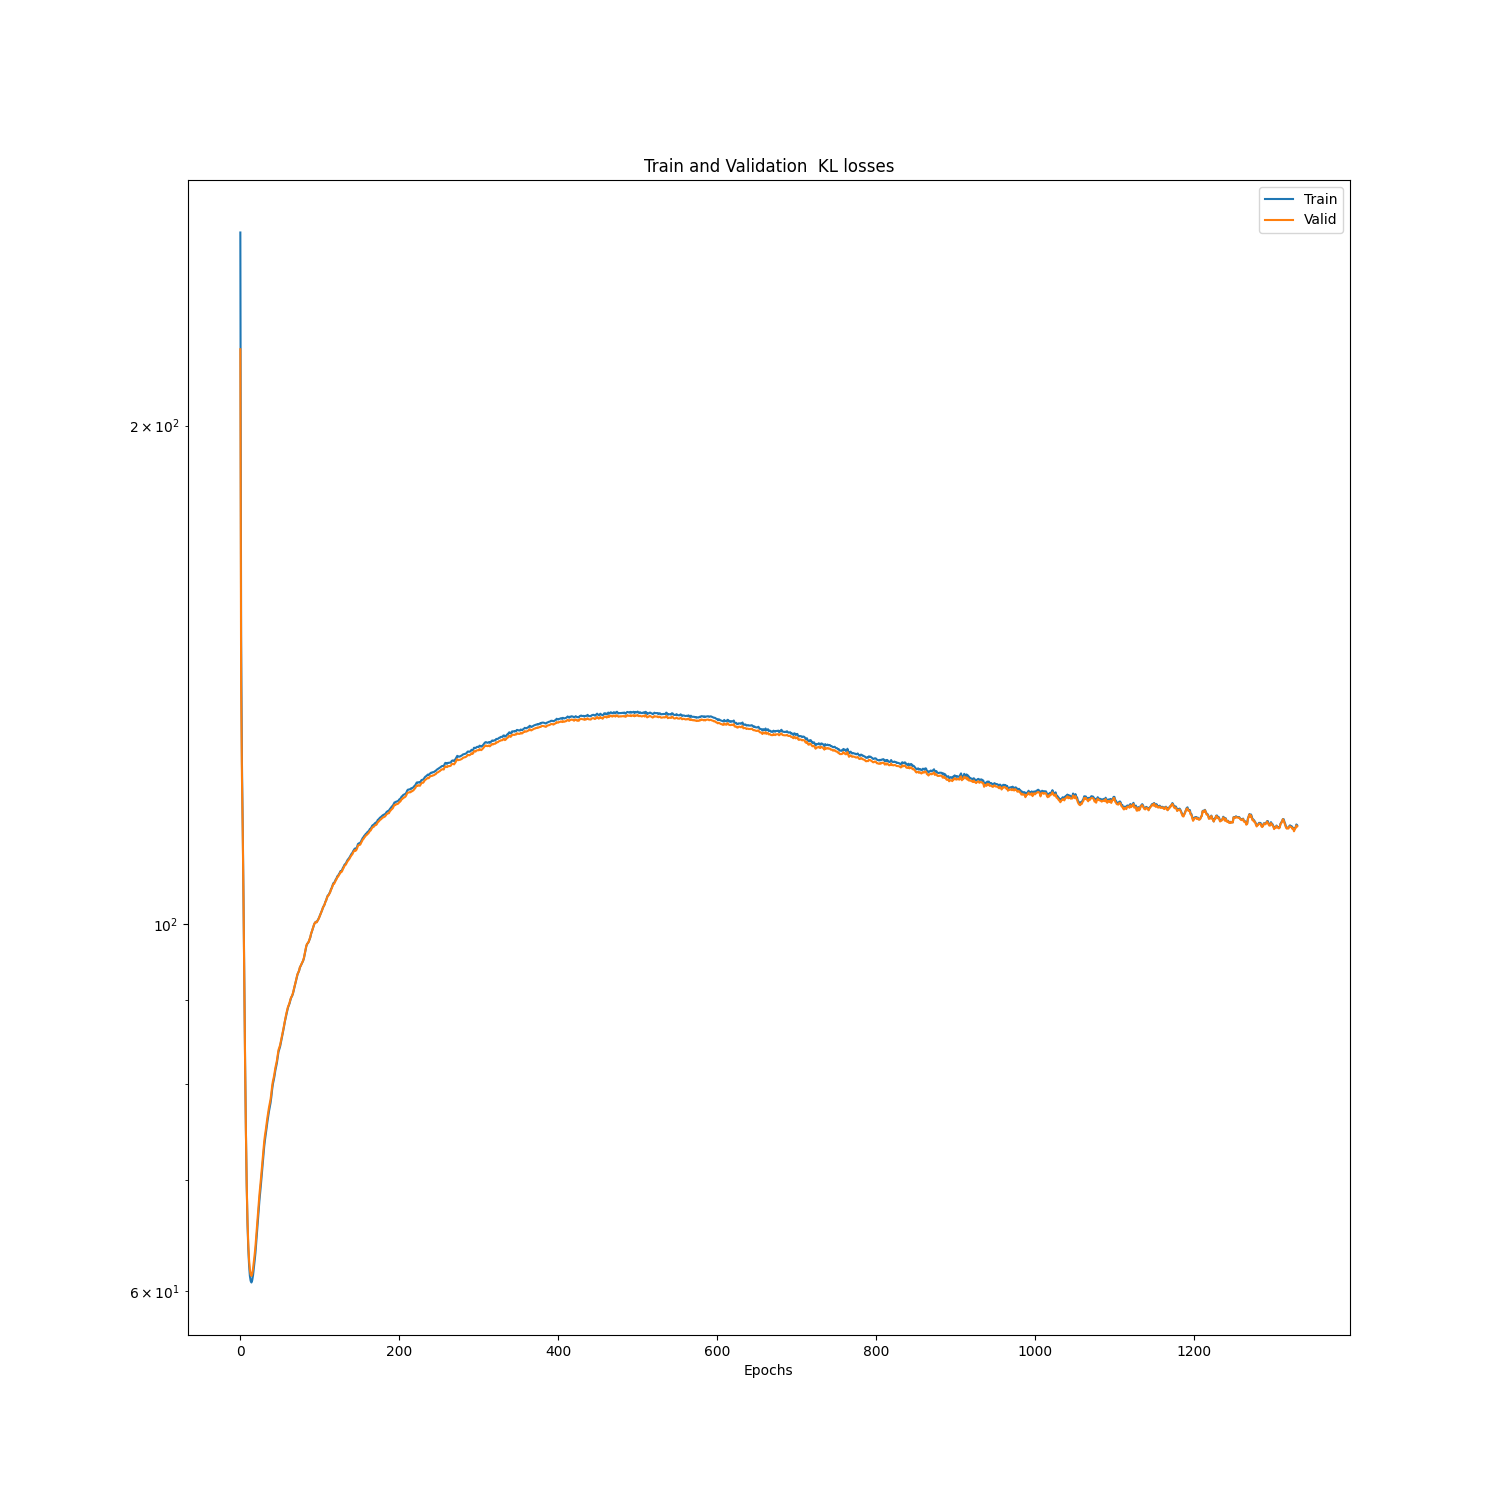 Train and Validation  KL losses
Train
Valid
2 × 10²
10²
6 × 10¹
0 200 400 600 800 1000 1200
Epochs